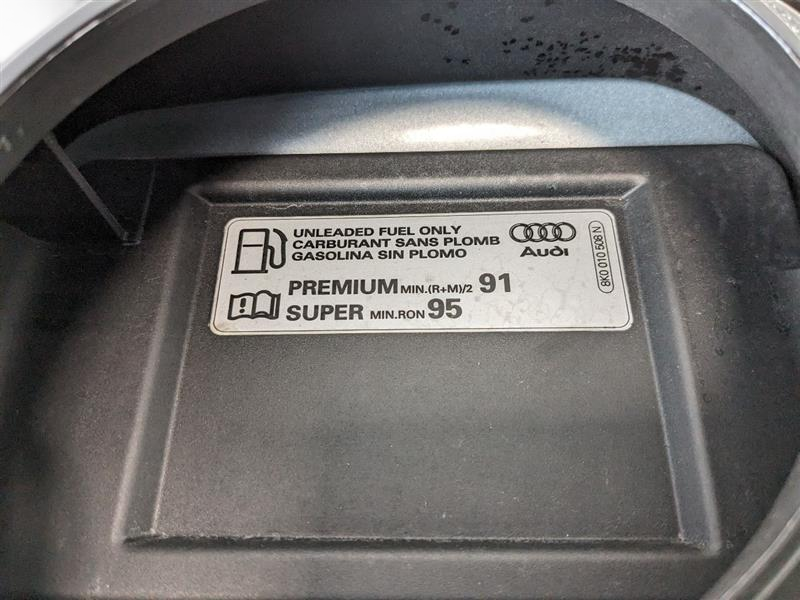 UNLEADED FUEL ONLY
CARBURANT SANS PLOMB
GASOLINA SIN PLOMO
Audi
8K0 010 508 N
PREMIUM MIN.(R+M)/2 91
SUPER MIN.RON 95